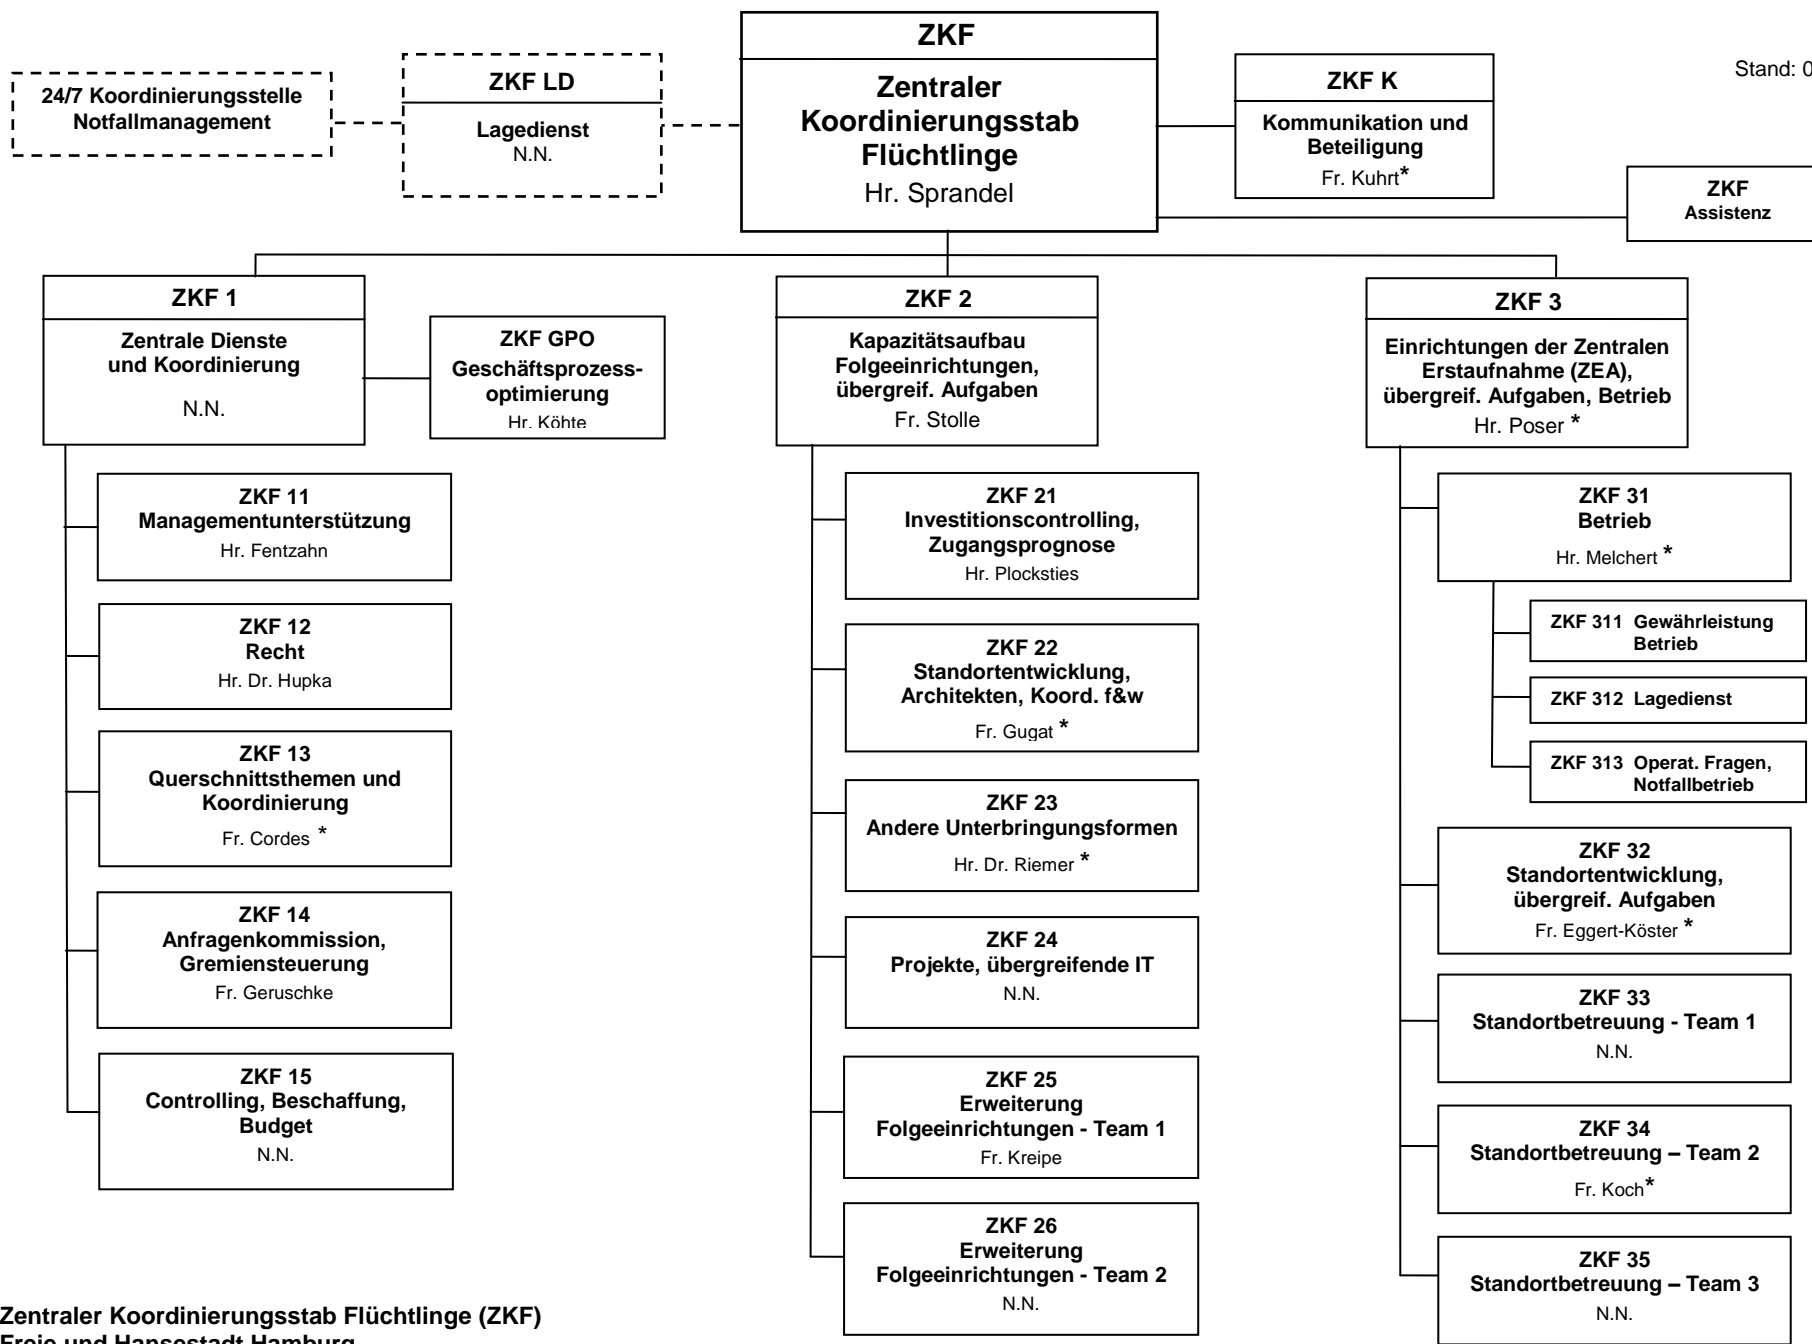 ZKF
Zentraler
Koordinierungsstab
Flüchtlinge
Hr. Sprandel
24/7 Koordinierungsstelle
Notfallmanagement
ZKF LD
Lagedienst
N.N.
ZKF K
Kommunikation und
Beteiligung
Fr. Kuhrt*
Stand: 0
ZKF
Assistenz
ZKF 1
Zentrale Dienste
und Koordinierung
N.N.
ZKF GPO
Geschäftsprozess-
optimierung
Hr. Köhte
ZKF 11
Managementunterstützung
Hr. Fentzahn
ZKF 12
Recht
Hr. Dr. Hupka
ZKF 13
Querschnittsthemen und
Koordinierung
Fr. Cordes *
ZKF 14
Anfragenkommission,
Gremiensteuerung
Fr. Geruschke
ZKF 15
Controlling, Beschaffung,
Budget
N.N.
ZKF 2
Kapazitätsaufbau
Folgeeinrichtungen,
übergreif. Aufgaben
Fr. Stolle
ZKF 21
Investitionscontrolling,
Zugangsprognose
Hr. Plocksties
ZKF 22
Standortentwicklung,
Architekten, Koord. f&w
Fr. Gugat *
ZKF 23
Andere Unterbringungsformen
Hr. Dr. Riemer *
ZKF 24
Projekte, übergreifende IT
N.N.
ZKF 25
Erweiterung
Folgeeinrichtungen - Team 1
Fr. Kreipe
ZKF 26
Erweiterung
Folgeeinrichtungen - Team 2
N.N.
ZKF 3
Einrichtungen der Zentralen
Erstaufnahme (ZEA),
übergreif. Aufgaben, Betrieb
Hr. Poser *
ZKF 31
Betrieb
Hr. Melchert *
ZKF 311 Gewährleistung
Betrieb
ZKF 312 Lagedienst
ZKF 313 Operat. Fragen,
Notfallbetrieb
ZKF 32
Standortentwicklung,
übergreif. Aufgaben
Fr. Eggert-Köster *
ZKF 33
Standortbetreuung - Team 1
N.N.
ZKF 34
Standortbetreuung – Team 2
Fr. Koch*
ZKF 35
Standortbetreuung – Team 3
N.N.
Zentraler Koordinierungsstab Flüchtlinge (ZKF)
Freie und Hansestadt Hamburg